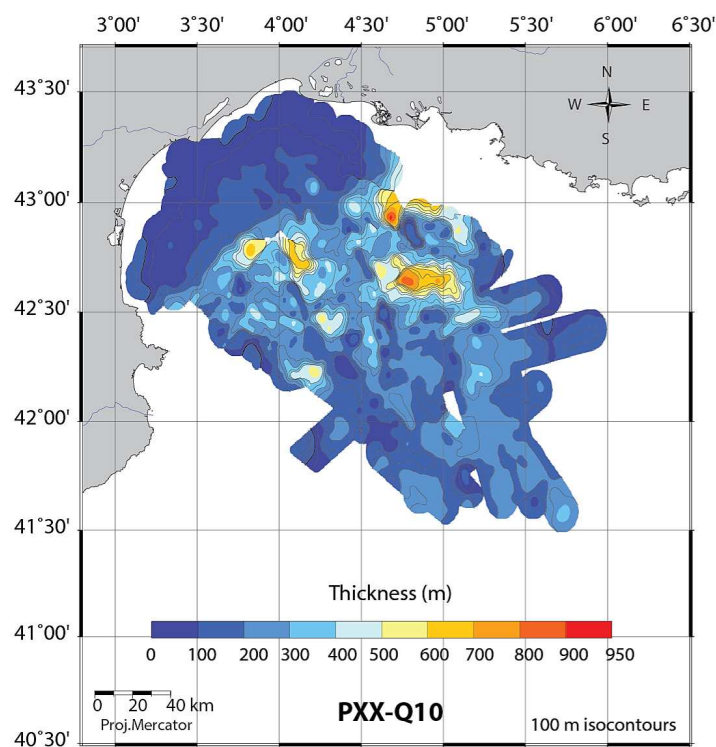 3˚00' 3˚30' 4˚00' 4˚30' 5˚00' 5˚30' 6˚00' 6˚30'
43˚30'
43˚00'
42˚30'
42˚00'
41˚30'
41˚00'
40˚30'
N
W E
S
Thickness (m)
0 100 200 300 400 500 600 700 800 900 950
0 20 40 km
Proj.Mercator
PXX-Q10
100 m isocontours